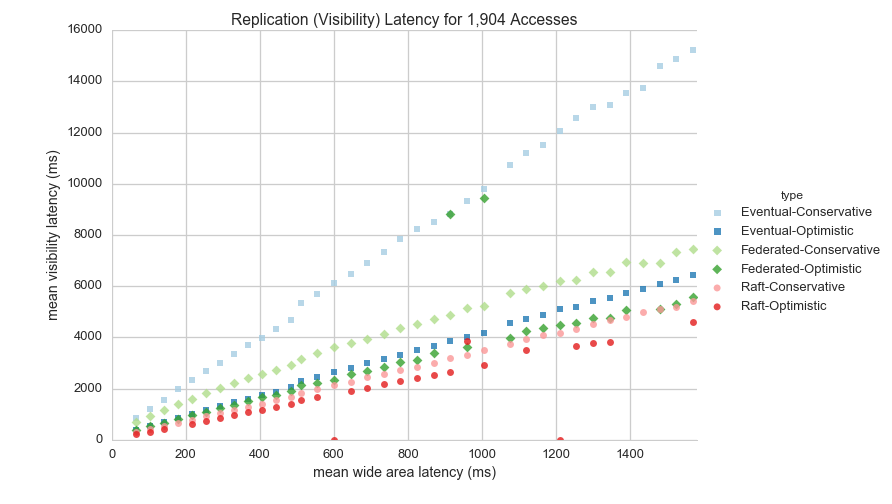 Replication (Visibility) Latency for 1,904 Accesses
16000
14000
12000
10000
8000
6000
4000
2000
0
mean visibility latency (ms)
0 200 400 600 800 1000 1200 1400
mean wide area latency (ms)
type
Eventual-Conservative
Eventual-Optimistic
Federated-Conservative
Federated-Optimistic
Raft-Conservative
Raft-Optimistic